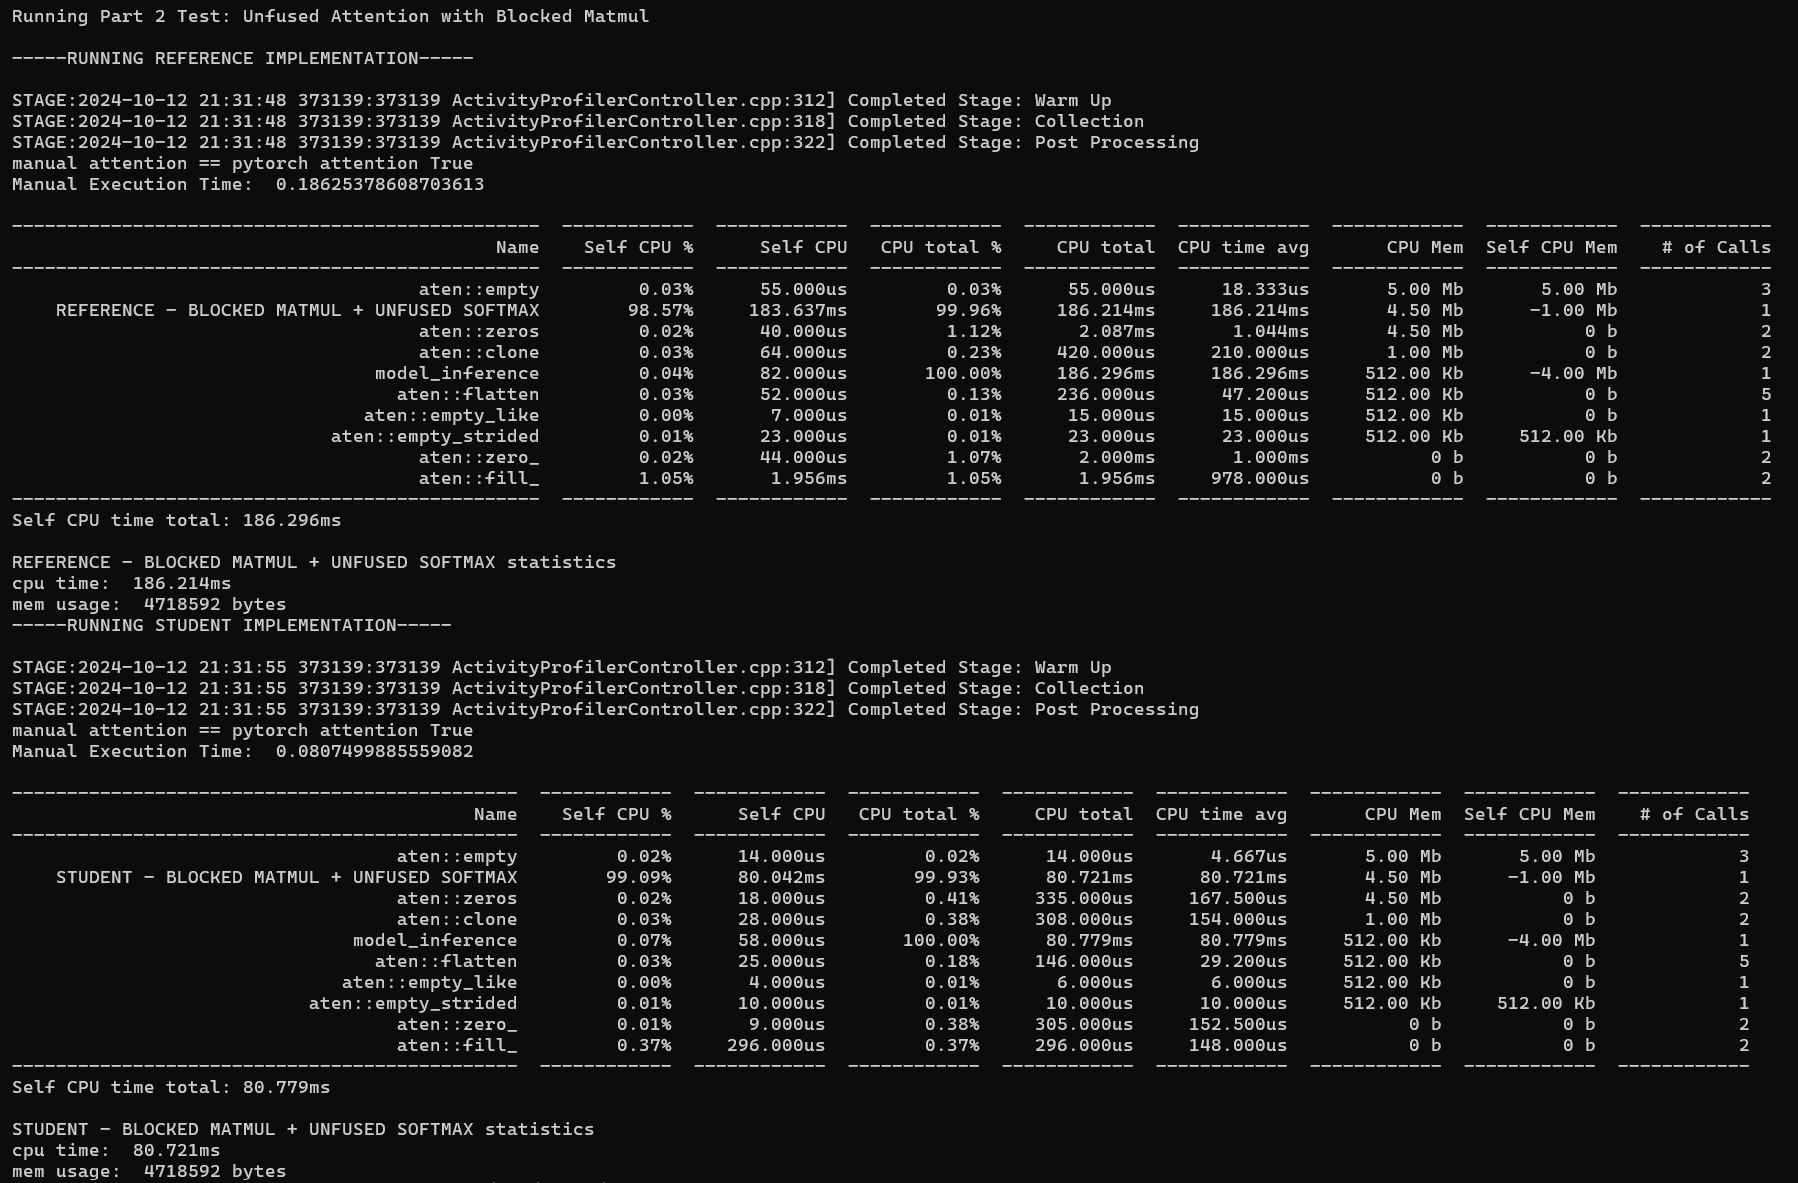 Running Part 2 Test: Unfused Attention with Blocked Matmul
-----RUNNING REFERENCE IMPLEMENTATION-----
STAGE:2024-10-12 21:31:48 373139:373139 ActivityProfilerController.cpp:312] Completed Stage: Warm Up
STAGE:2024-10-12 21:31:48 373139:373139 ActivityProfilerController.cpp:318] Completed Stage: Collection
STAGE:2024-10-12 21:31:48 373139:373139 ActivityProfilerController.cpp:322] Completed Stage: Post Processing
manual attention == pytorch attention True
Manual Execution Time:  0.18625378608703613
------------------------------------------------  ------------  ------------  ------------  ------------  ------------  ------------  ------------  ------------
Name  Self CPU %  Self CPU  CPU total %  CPU total  CPU time avg  CPU Mem  Self CPU Mem  # of Calls
------------------------------------------------  ------------  ------------  ------------  ------------  ------------  ------------  ------------  ------------
aten::empty  0.03%  55.000us  0.03%  55.000us  18.333us  5.00 Mb  5.00 Mb  3
REFERENCE - BLOCKED MATMUL + UNFUSED SOFTMAX  98.57%  183.637ms  99.96%  186.214ms  186.214ms  4.50 Mb  -1.00 Mb  1
aten::zeros  0.02%  40.000us  1.12%  2.087ms  1.044ms  4.50 Mb  0 b  2
aten::clone  0.03%  64.000us  0.23%  420.000us  210.000us  1.00 Mb  0 b  2
model_inference  0.04%  82.000us  100.00%  186.296ms  186.296ms  512.00 Kb  -4.00 Mb  1
aten::flatten  0.03%  52.000us  0.13%  236.000us  47.200us  512.00 Kb  0 b  5
aten::empty_like  0.00%  7.000us  0.01%  15.000us  15.000us  512.00 Kb  0 b  1
aten::empty_strided  0.01%  23.000us  0.01%  23.000us  23.000us  512.00 Kb  512.00 Kb  1
aten::zero_  0.02%  44.000us  1.07%  2.000ms  1.000ms  0 b  0 b  2
aten::fill_  1.05%  1.956ms  1.05%  1.956ms  978.000us  0 b  0 b  2
------------------------------------------------  ------------  ------------  ------------  ------------  ------------  ------------  ------------  ------------
Self CPU time total: 186.296ms
REFERENCE - BLOCKED MATMUL + UNFUSED SOFTMAX statistics
cpu time:  186.214ms
mem usage:  4718592 bytes
-----RUNNING STUDENT IMPLEMENTATION-----
STAGE:2024-10-12 21:31:55 373139:373139 ActivityProfilerController.cpp:312] Completed Stage: Warm Up
STAGE:2024-10-12 21:31:55 373139:373139 ActivityProfilerController.cpp:318] Completed Stage: Collection
STAGE:2024-10-12 21:31:55 373139:373139 ActivityProfilerController.cpp:322] Completed Stage: Post Processing
manual attention == pytorch attention True
Manual Execution Time:  0.0807499885559082
----------------------------------------------  ------------  ------------  ------------  ------------  ------------  ------------  ------------  ------------
Name  Self CPU %  Self CPU  CPU total %  CPU total  CPU time avg  CPU Mem  Self CPU Mem  # of Calls
----------------------------------------------  ------------  ------------  ------------  ------------  ------------  ------------  ------------  ------------
aten::empty  0.02%  14.000us  0.02%  14.000us  4.667us  5.00 Mb  5.00 Mb  3
STUDENT - BLOCKED MATMUL + UNFUSED SOFTMAX  99.09%  80.042ms  99.93%  80.721ms  80.721ms  4.50 Mb  -1.00 Mb  1
aten::zeros  0.02%  18.000us  0.41%  335.000us  167.500us  4.50 Mb  0 b  2
aten::clone  0.03%  28.000us  0.38%  308.000us  154.000us  1.00 Mb  0 b  2
model_inference  0.07%  58.000us  100.00%  80.779ms  80.779ms  512.00 Kb  -4.00 Mb  1
aten::flatten  0.03%  25.000us  0.18%  146.000us  29.200us  512.00 Kb  0 b  5
aten::empty_like  0.00%  4.000us  0.01%  6.000us  6.000us  512.00 Kb  0 b  1
aten::empty_strided  0.01%  10.000us  0.01%  10.000us  10.000us  512.00 Kb  512.00 Kb  1
aten::zero_  0.01%  9.000us  0.38%  305.000us  152.500us  0 b  0 b  2
aten::fill_  0.37%  296.000us  0.37%  296.000us  148.000us  0 b  0 b  2
----------------------------------------------  ------------  ------------  ------------  ------------  ------------  ------------  ------------  ------------
Self CPU time total: 80.779ms
STUDENT - BLOCKED MATMUL + UNFUSED SOFTMAX statistics
cpu time:  80.721ms
mem usage:  4718592 bytes